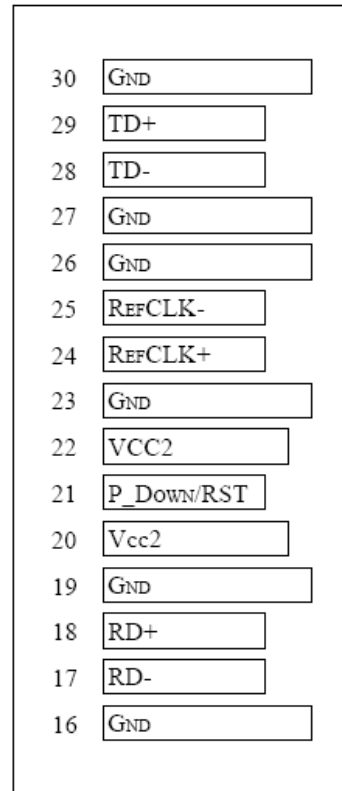 30 GND
29 TD+
28 TD-
27 GND
26 GND
25 REFCLK-
24 REFCLK+
23 GND
22 VCC2
21 P_DOWN/RST
20 Vcc2
19 GND
18 RD+
17 RD-
16 GND